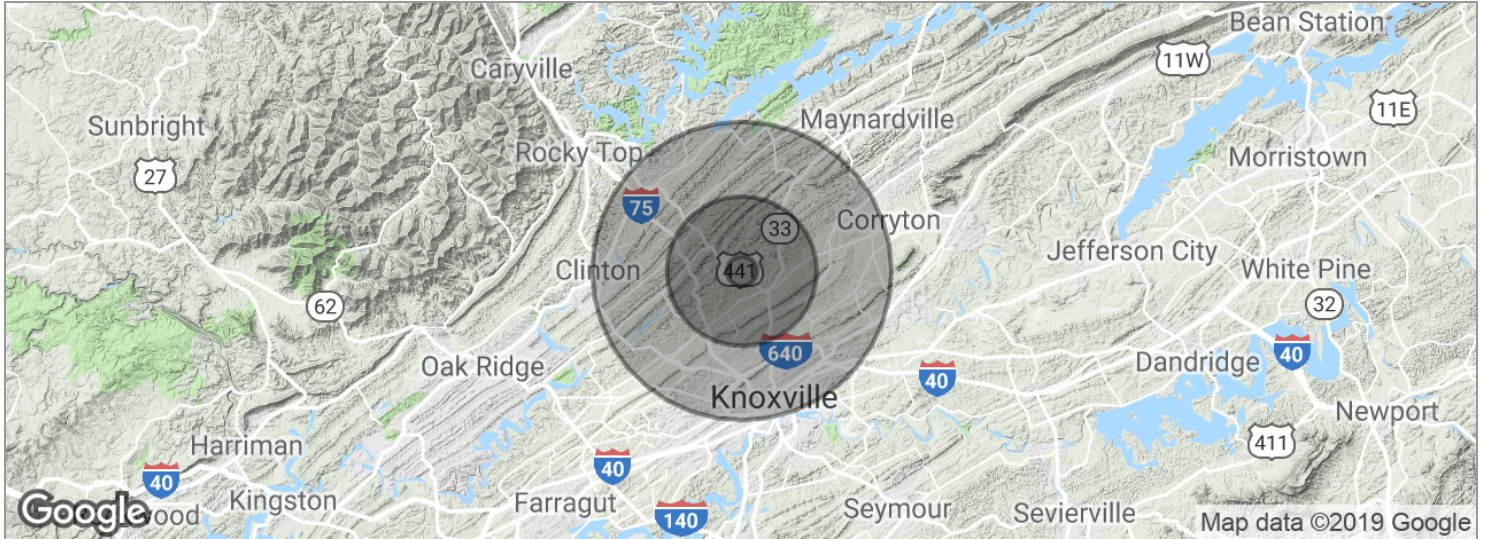 Bean Station
11W
Caryville
11E
Sunbright
Maynardville
Rocky Top
Morristown
27
75
33
Corryton
Jefferson City
Clinton
441
White Pine
62
32
640
40
Dandridge
40
Oak Ridge
Knoxville
Newport
Harriman
411
40
40
Kingston
Farragut
140
Seymour
Sevierville
Google
wood
Map data ©2019 Google